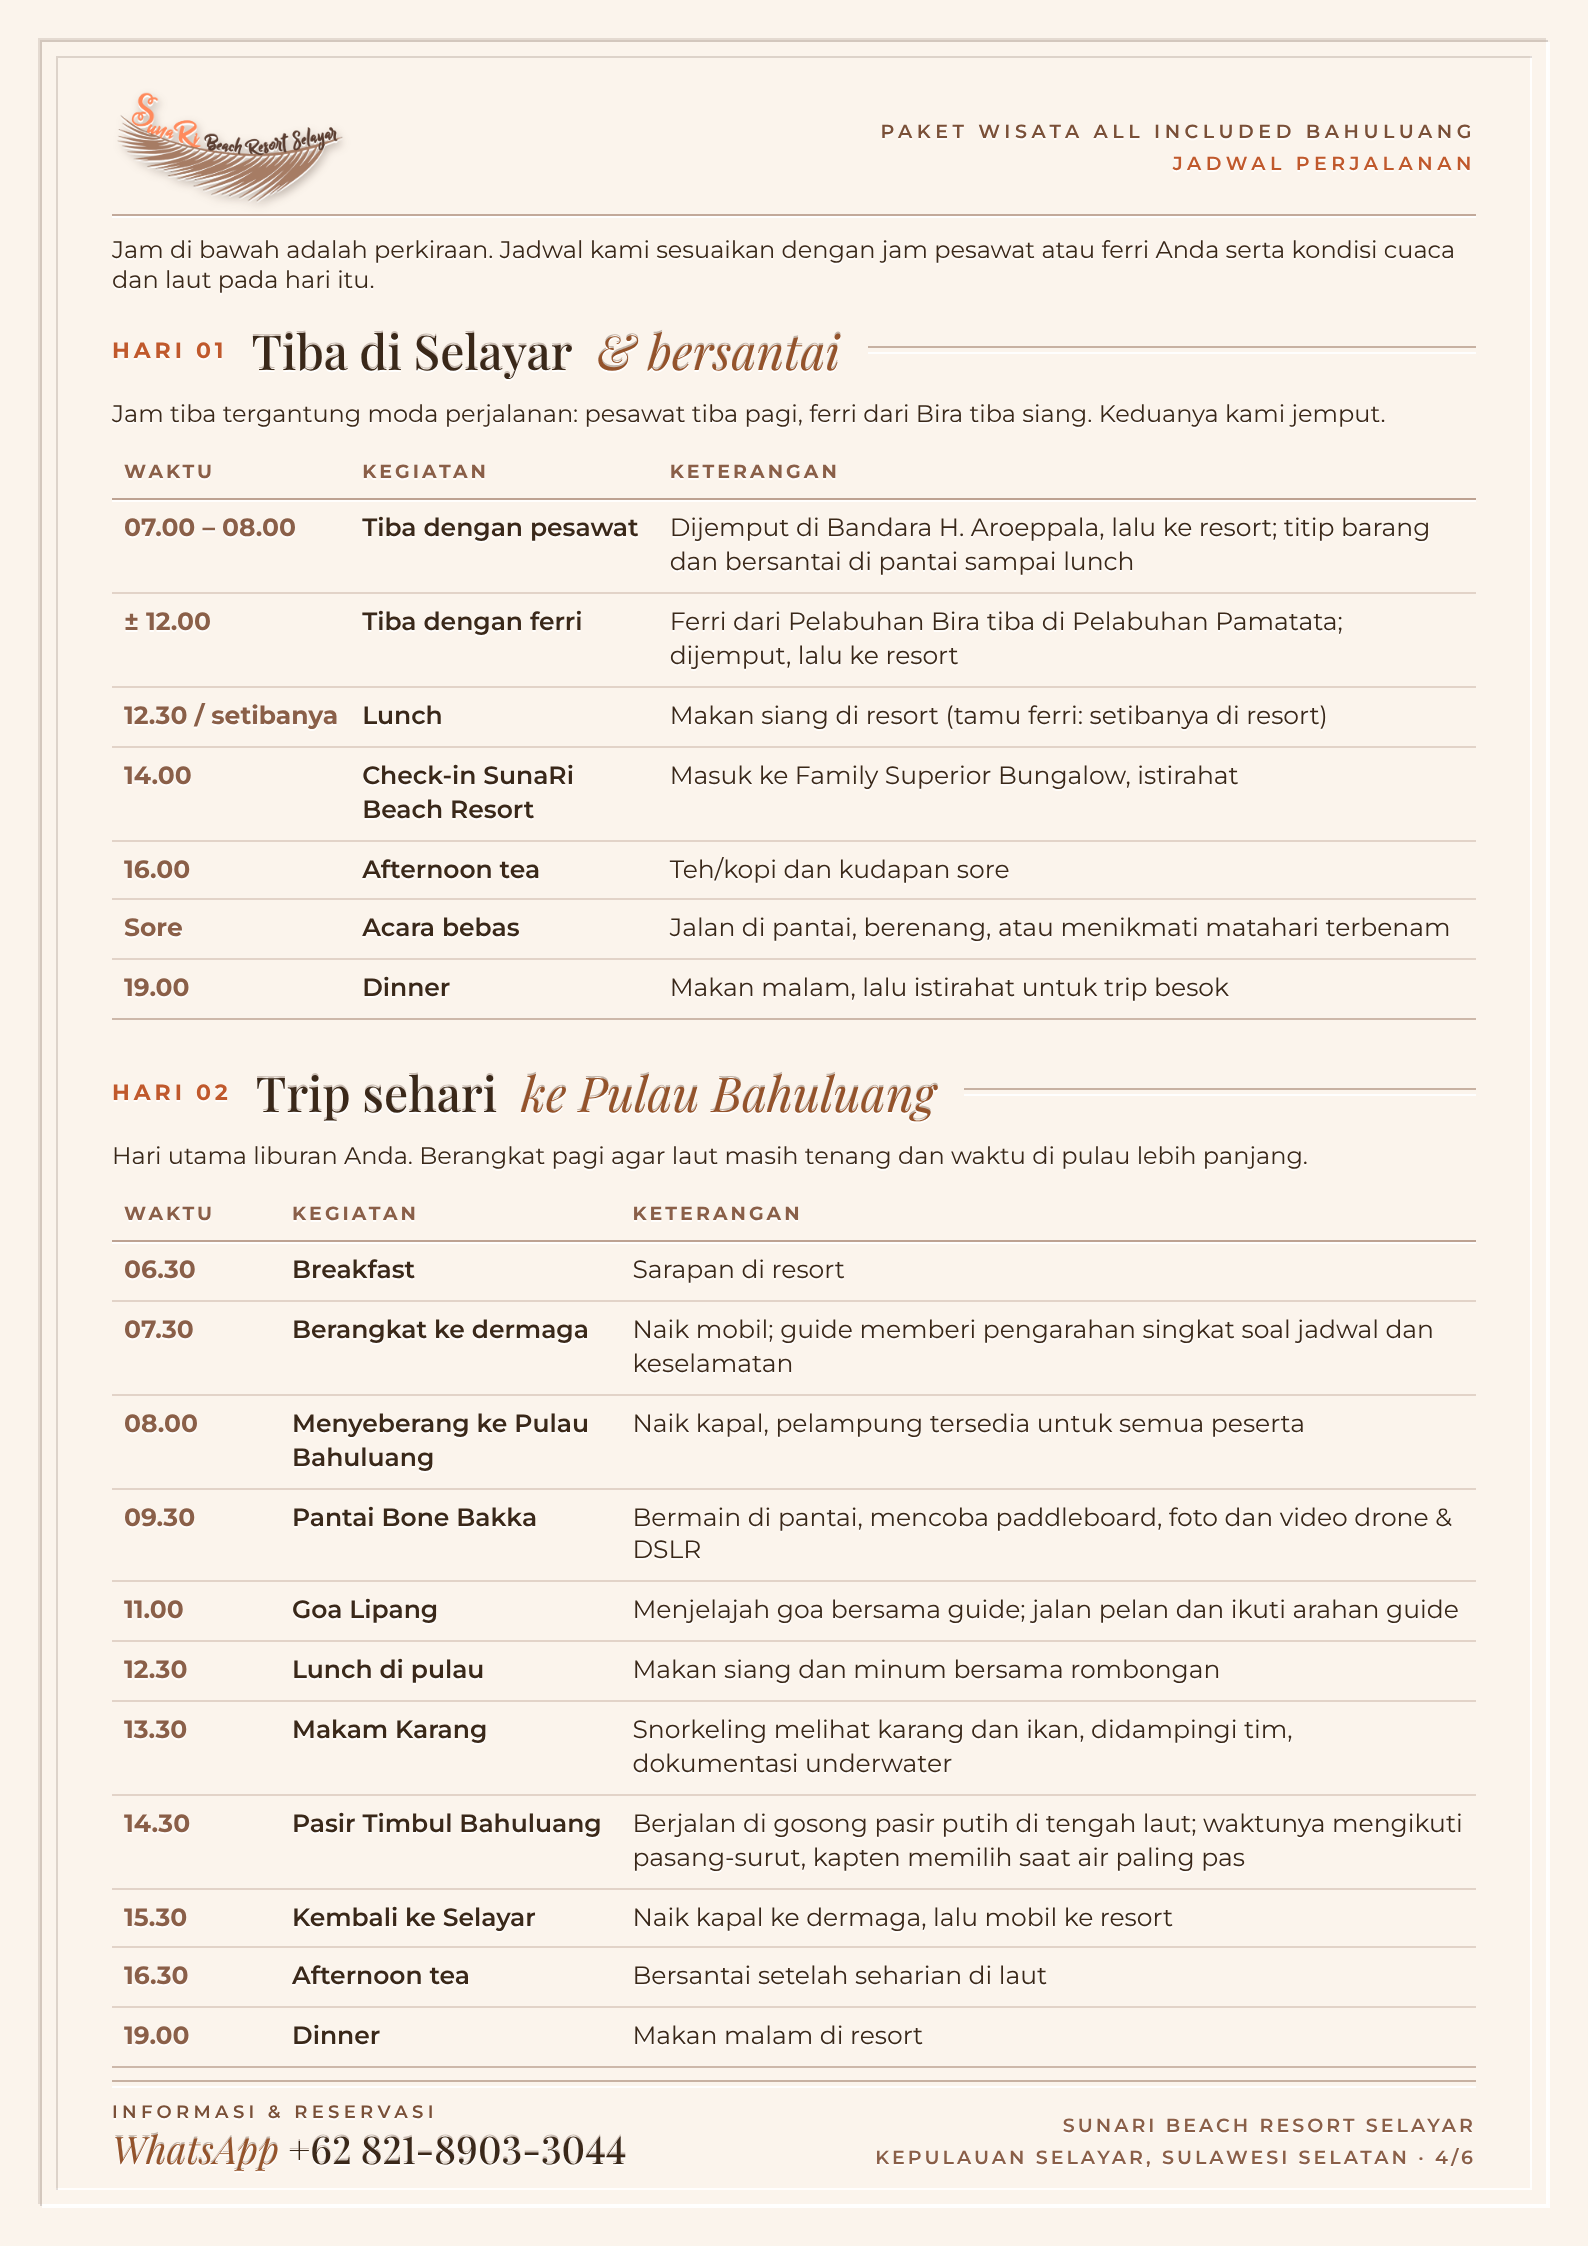 SunaRi Beach Resort Selayar
PAKET WISATA ALL INCLUDED BAHULUANG
JADWAL PERJALANAN
Jam di bawah adalah perkiraan. Jadwal kami sesuaikan dengan jam pesawat atau ferri Anda serta kondisi cuaca
dan laut pada hari itu.
HARI 01 Tiba di Selayar & bersantai
Jam tiba tergantung moda perjalanan: pesawat tiba pagi, ferri dari Bira tiba siang. Keduanya kami jemput.
WAKTU KEGIATAN KETERANGAN
07.00 – 08.00 Tiba dengan pesawat Dijemput di Bandara H. Aroeppala, lalu ke resort; titip barang
dan bersantai di pantai sampai lunch
± 12.00 Tiba dengan ferri Ferri dari Pelabuhan Bira tiba di Pelabuhan Pamatata;
dijemput, lalu ke resort
12.30 / setibanya Lunch Makan siang di resort (tamu ferri: setibanya di resort)
14.00 Check-in SunaRi Masuk ke Family Superior Bungalow, istirahat
Beach Resort
16.00 Afternoon tea Teh/kopi dan kudapan sore
Sore Acara bebas Jalan di pantai, berenang, atau menikmati matahari terbenam
19.00 Dinner Makan malam, lalu istirahat untuk trip besok
HARI 02 Trip sehari ke Pulau Bahuluang
Hari utama liburan Anda. Berangkat pagi agar laut masih tenang dan waktu di pulau lebih panjang.
WAKTU KEGIATAN KETERANGAN
06.30 Breakfast Sarapan di resort
07.30 Berangkat ke dermaga Naik mobil; guide memberi pengarahan singkat soal jadwal dan
keselamatan
08.00 Menyeberang ke Pulau Naik kapal, pelampung tersedia untuk semua peserta
Bahuluang
09.30 Pantai Bone Bakka Bermain di pantai, mencoba paddleboard, foto dan video drone &
DSLR
11.00 Goa Lipang Menjelajah goa bersama guide; jalan pelan dan ikuti arahan guide
12.30 Lunch di pulau Makan siang dan minum bersama rombongan
13.30 Makam Karang Snorkeling melihat karang dan ikan, didampingi tim,
dokumentasi underwater
14.30 Pasir Timbul Bahuluang Berjalan di gosong pasir putih di tengah laut; waktunya mengikuti
pasang-surut, kapten memilih saat air paling pas
15.30 Kembali ke Selayar Naik kapal ke dermaga, lalu mobil ke resort
16.30 Afternoon tea Bersantai setelah seharian di laut
19.00 Dinner Makan malam di resort
INFORMASI & RESERVASI
WhatsApp +62 821-8903-3044
SUNARI BEACH RESORT SELAYAR
KEPULAUAN SELAYAR, SULAWESI SELATAN · 4/6